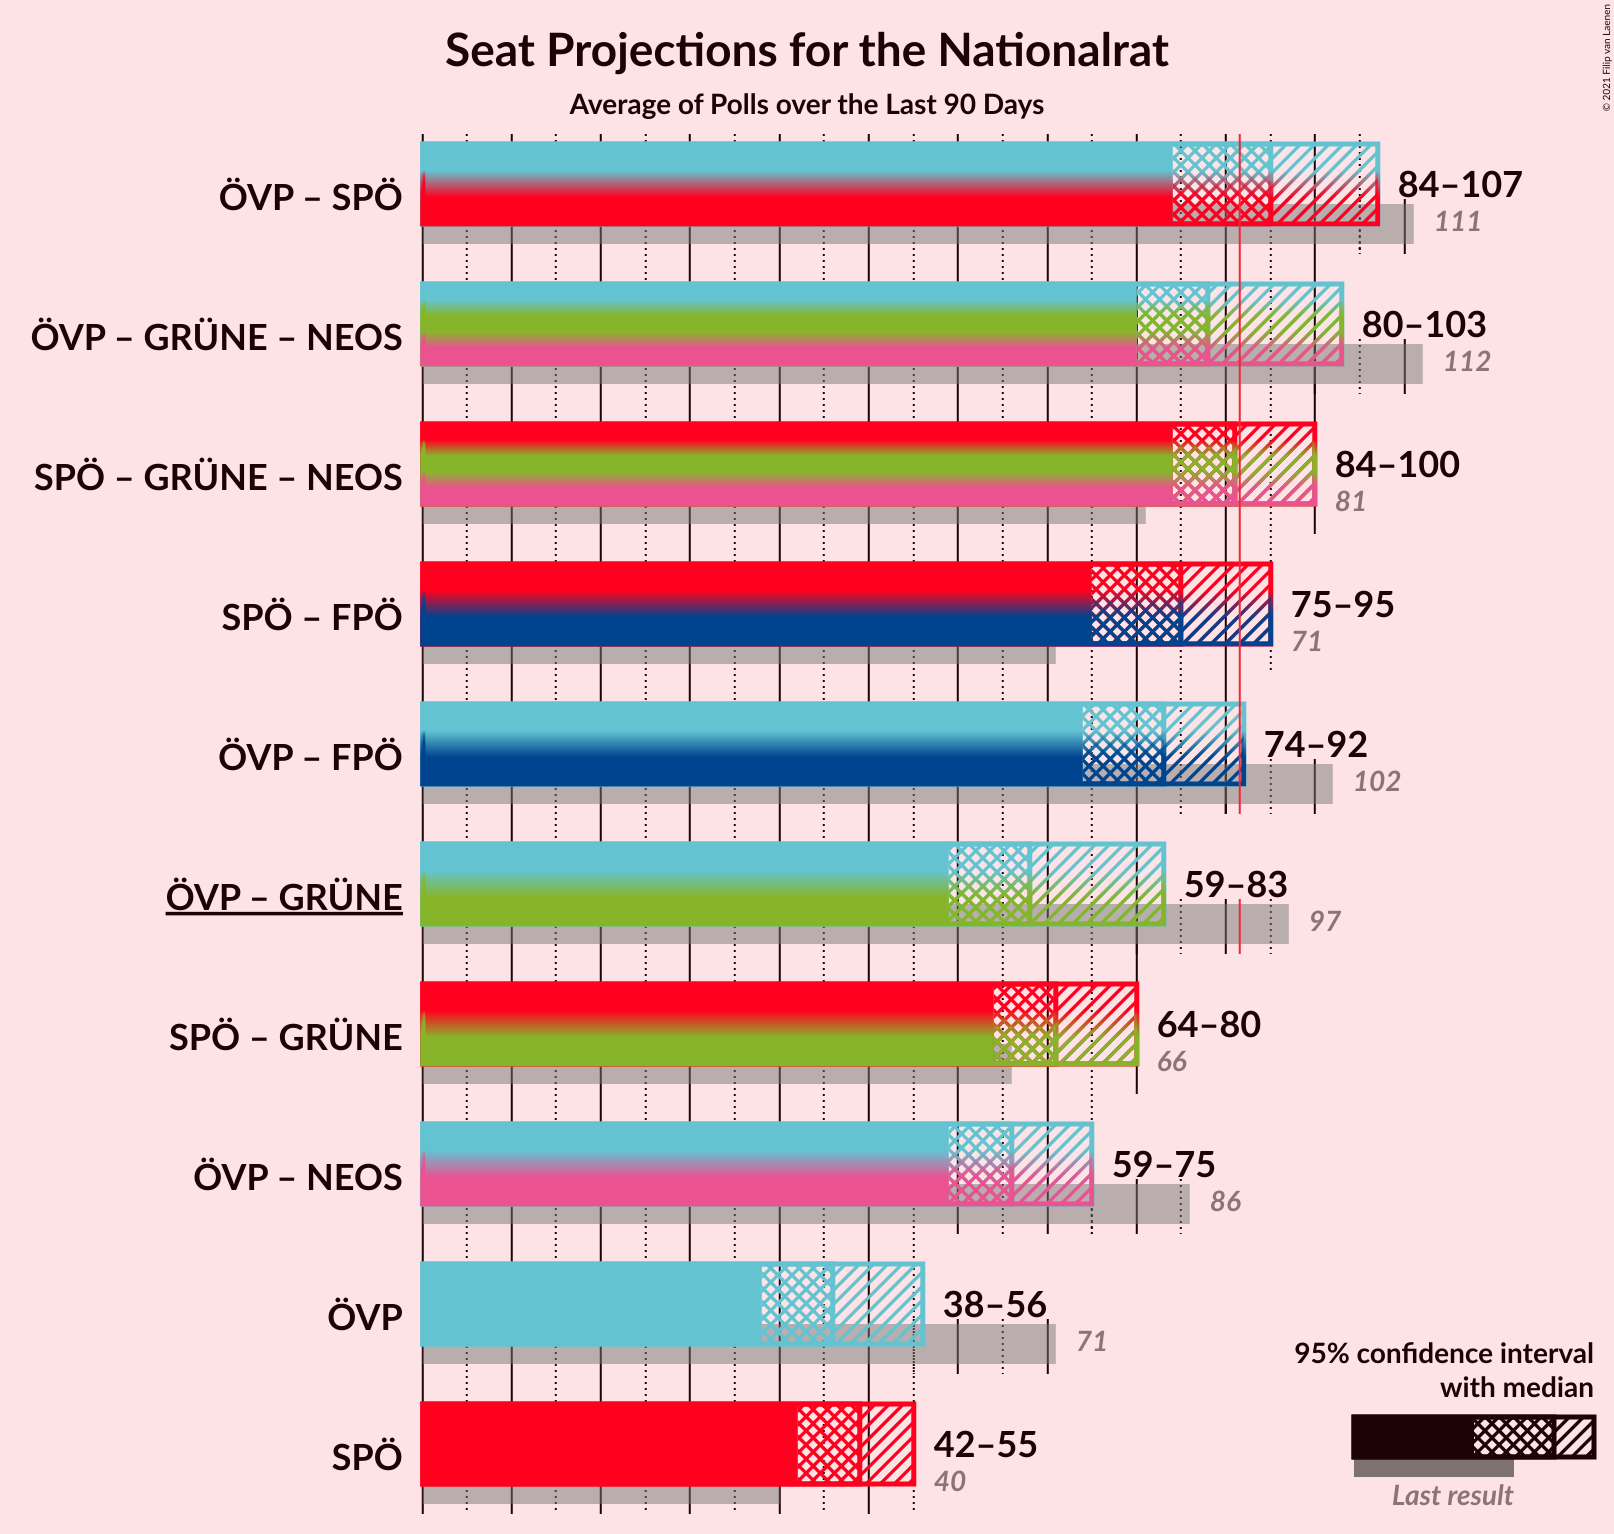 Seat Projections for the Nationalrat
Average of Polls over the Last 90 Days
© 2021 Filip van Laenen
ÖVP – SPÖ
84–107
111
ÖVP – GRÜNE – NEOS
80–103
112
SPÖ – GRÜNE – NEOS
84–100
81
SPÖ – FPÖ
75–95
71
ÖVP – FPÖ
74–92
102
ÖVP – GRÜNE
59–83
97
SPÖ – GRÜNE
64–80
66
ÖVP – NEOS
59–75
86
ÖVP
38–56
71
SPÖ
42–55
40
95% confidence interval
with median
Last result